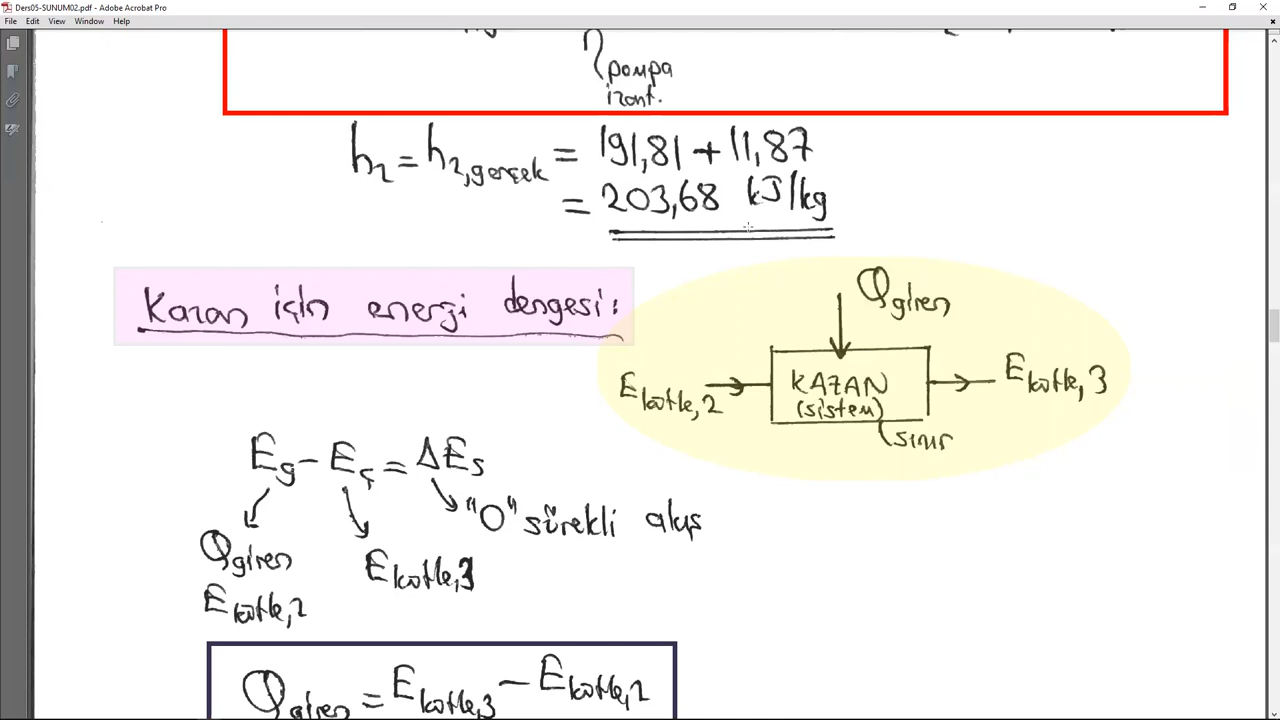 Ders05-SUNUM02.pdf - Adobe Acrobat Pro
File Edit View Window Help
η pompa
izont.
h₂ = h₂,gerçek = 191,81 + 11,87
= 203,68 kJ/kg
Kazan için enerji dengesi:
Qgiren
Ekütle,2
KAZAN
(sistem)
sınır
Ekütle,3
Eg - Eç = ΔEs
"0" sürekli akış
Qgiren
Ekütle,3
Ekütle,2
Qgiren = Ekütle,3 - Ekütle,2